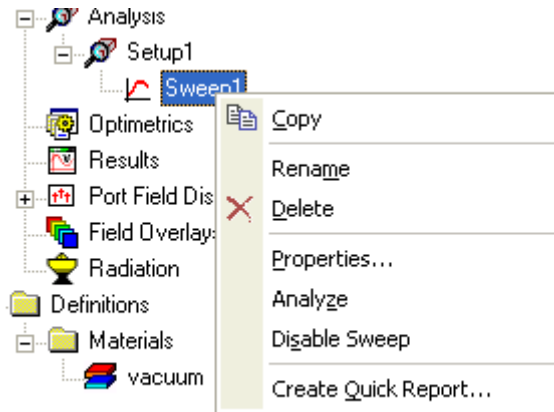 Analysis
Setup1
Sweep1
Copy
Optimetrics
Results
Rename
Port Field Dis
Delete
Field Overlays
Radiation
Properties...
Definitions
Analyze
Materials
Disable Sweep
vacuum
Create Quick Report...